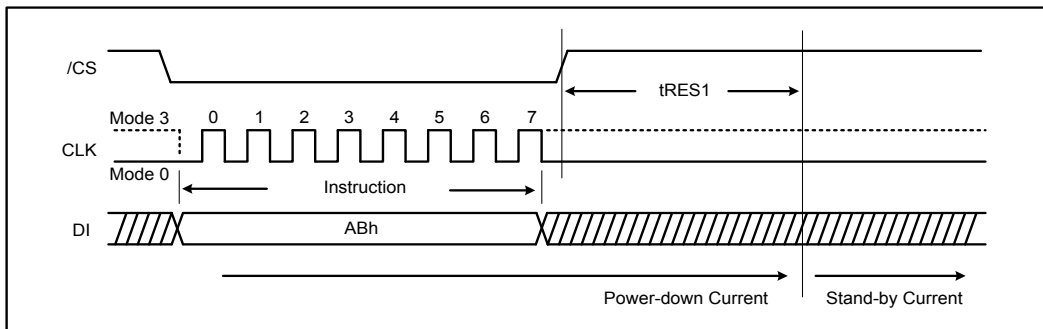 /CS
tRES1
Mode 3
0 1 2 3 4 5 6 7
CLK
Mode 0
Instruction
DI
ABh
Power-down Current
Stand-by Current